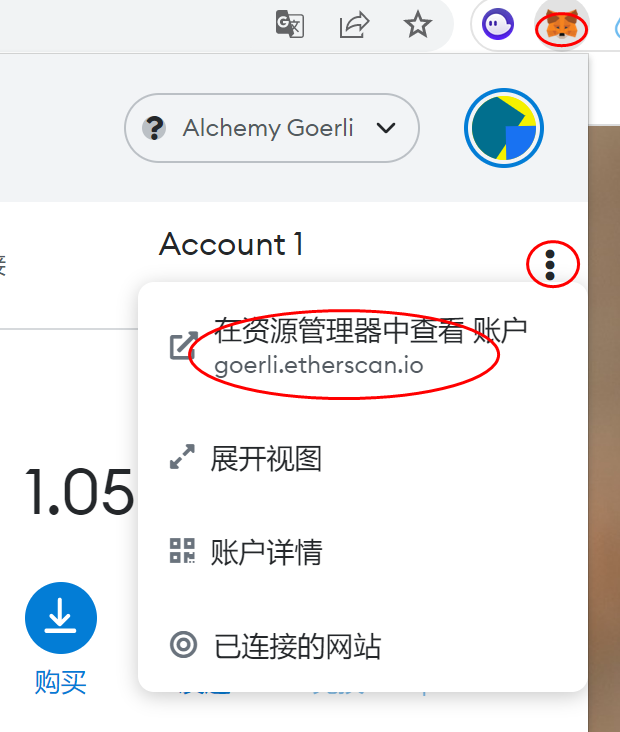 Alchemy Goerli
Account 1
在资源管理器中查看 账户
goerli.etherscan.io
展开视图
1.05
账户详情
已连接的网站
购买